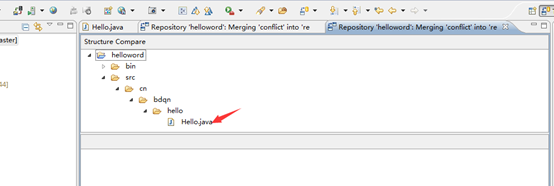 Hello.java
Repository 'helloword': Merging 'conflict' into 're
Repository 'helloword': Merging 'conflict' into 're
aster]
Structure Compare
helloword
bin
src
cn
44]
bdqn
hello
Hello.java